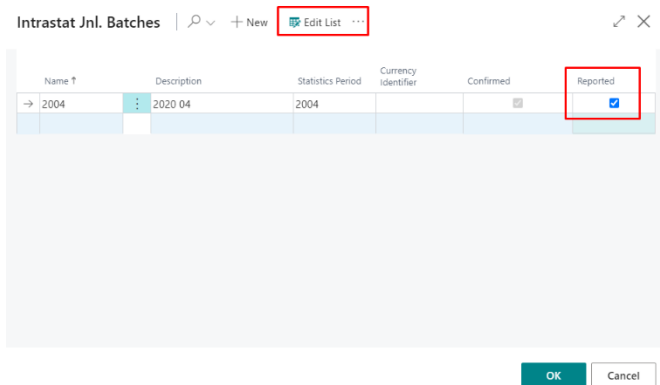 Intrastat Jnl. Batches + New Edit List ...
Name ↑ Description Statistics Period Currency Identifier Confirmed Reported
→ 2004 2020 04 2004
OK Cancel